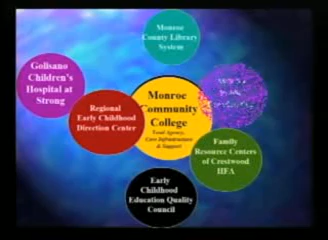 Monroe
County Library
System
Golisano
Children's
Hospital at
Strong
Regional
Early Childhood
Direction Center
Monroe
Community
College
Lead Agency,
Core Infrastructure
& Support
Family
Resource Centers
of Crestwood
HFA
Early
Childhood
Education Quality
Council